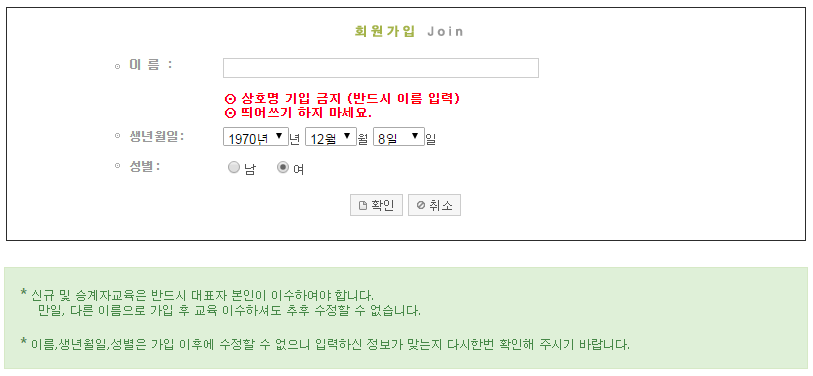 회원가입 Join
이 름 :
⊙ 상호명 기입 금지 (반드시 이름 입력)
⊙ 띄어쓰기 하지 마세요.
생년월일: 1970년 년 12월 월 8일 일
성별: 남 여
확인 취소
* 신규 및 승계자교육은 반드시 대표자 본인이 이수하여야 합니다.
만일, 다른 이름으로 가입 후 교육 이수하셔도 추후 수정할 수 없습니다.
* 이름,생년월일,성별은 가입 이후에 수정할 수 없으니 입력하신 정보가 맞는지 다시한번 확인해 주시기 바랍니다.